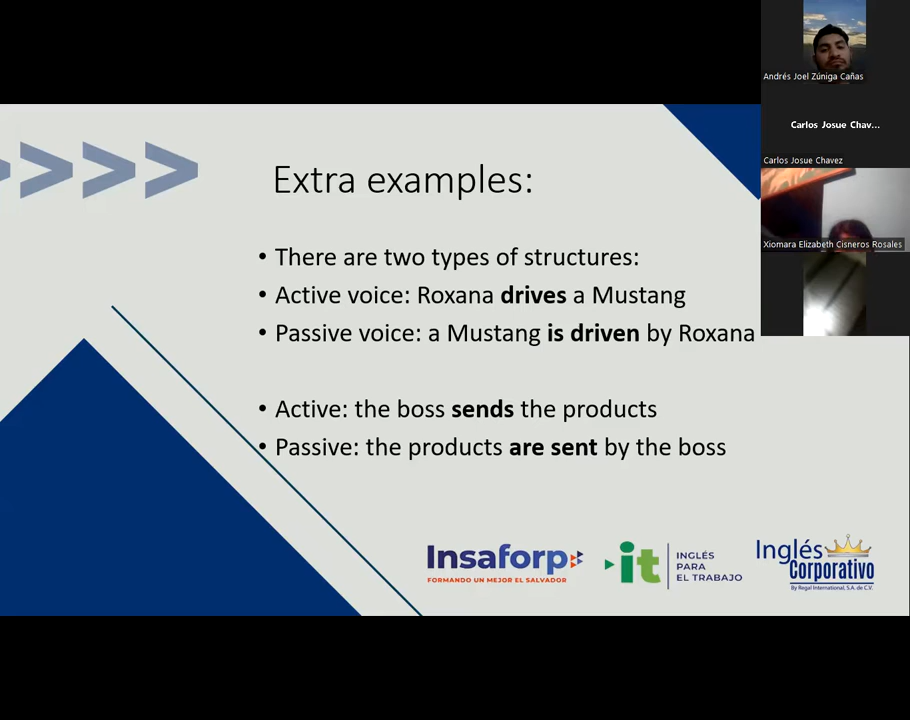 Extra examples:
• There are two types of structures:
• Active voice: Roxana drives a Mustang
• Passive voice: a Mustang is driven by Roxana
• Active: the boss sends the products
• Passive: the products are sent by the boss
Insaforp
FORMANDO UN MEJOR EL SALVADOR
it
INGLÉS
PARA
EL TRABAJO
Inglés
Corporativo
By Regal International, S.A. de C.V.
Andrés Joel Zúniga Cañas
Carlos Josue Chav...
Carlos Josue Chavez
Xiomara Elizabeth Cisneros Rosales